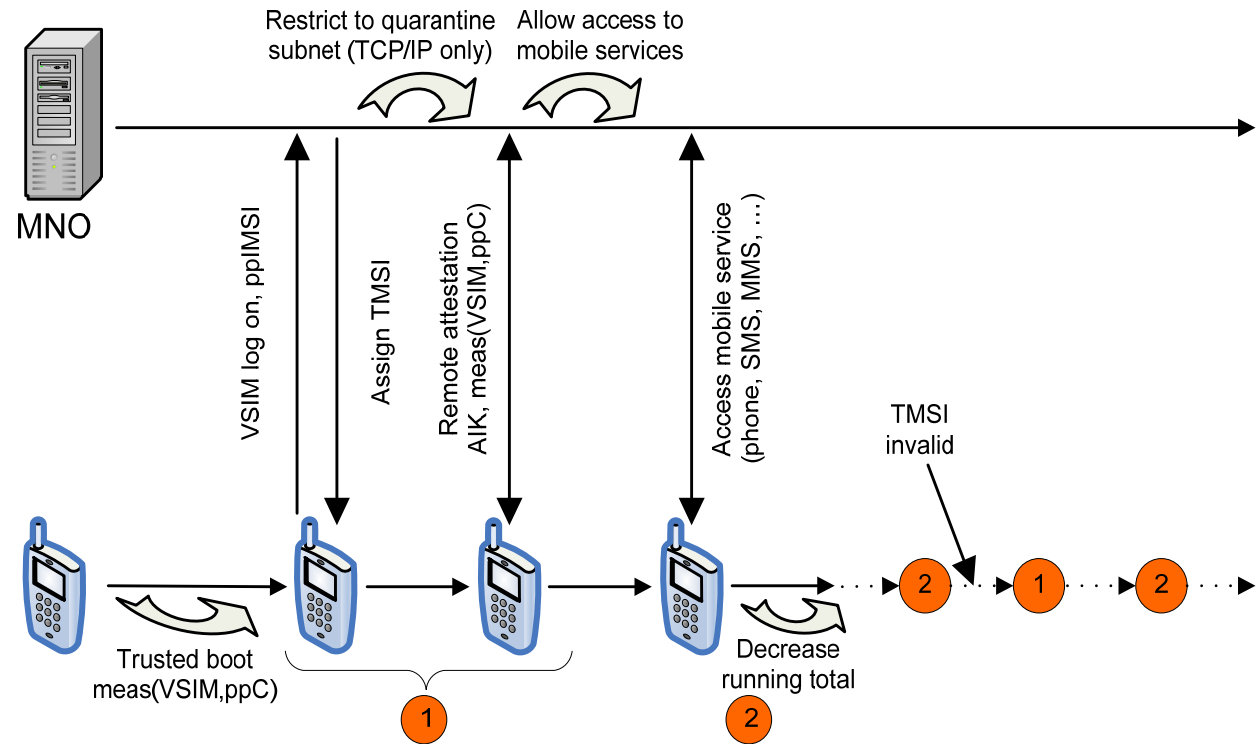 Restrict to quarantine
subnet (TCP/IP only)
Allow access to
mobile services
MNO
VSIM log on, ppIMSI
Assign TMSI
Remote attestation
AIK, meas(VSIM,ppC)
Access mobile service
(phone, SMS, MMS, ...)
TMSI
invalid
2
1
2
Trusted boot
meas(VSIM,ppC)
Decrease
running total
1
2